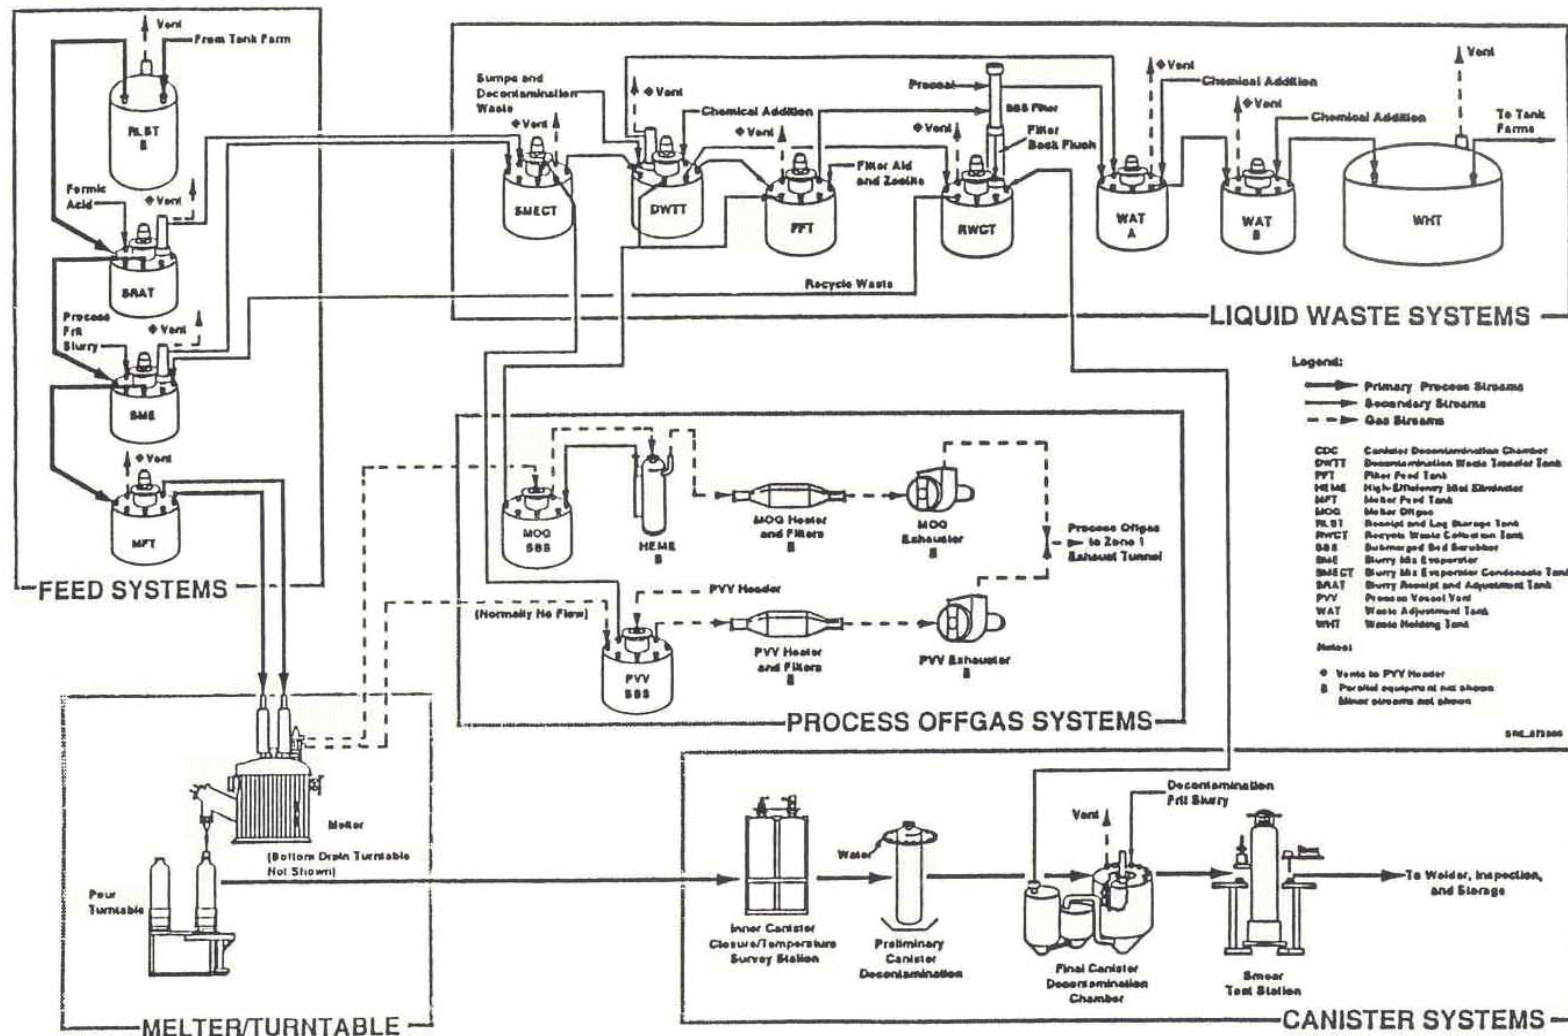 Vent
From Tank Farm
RLST
B
Formic
Acid
Vent
SRAT
Process
Frit
Slurry
Vent
SME
Vent
MFT
FEED SYSTEMS
Sumps and
Decontamination
Waste
Vent
SMECT
Vent
Chemical Addition
DWTT
Vent
Filter Aid
and Zeolite
FFT
Precoat
SBS Filter
Filter
Back Flush
Vent
RWCT
Recycle Waste
Vent
Chemical Addition
WAT
A
Vent
Chemical Addition
WAT
B
Vent
To Tank
Farms
WHT
LIQUID WASTE SYSTEMS
Legend:
Primary Process Streams
Secondary Streams
Gas Streams
CDC Canister Decontamination Chamber
DWTT Decontamination Waste Transfer Tank
FFT Filter Feed Tank
HEME High-Efficiency Mist Eliminator
MFT Melter Feed Tank
MOG Melter Offgas
RLST Receipt and Lag Storage Tank
RWCT Recycle Waste Collection Tank
SBS Submerged Bed Scrubber
SME Slurry Mix Evaporator
SMECT Slurry Mix Evaporator Condensate Tank
SRAT Slurry Receipt and Adjustment Tank
PVV Process Vessel Vent
WAT Waste Adjustment Tank
WHT Waste Holding Tank
Notes:
Vents to PVV Header
B Parallel equipment not shown
Minor streams not shown
MOG
SBS
HEME
B
MOG Heater
and Filters
B
MOG
Exhauster
B
Process Offgas
to Zone 1
Exhaust Tunnel
(Normally No Flow)
PVV Header
PVV
SBS
PVV Heater
and Filters
B
PVV Exhauster
B
PROCESS OFFGAS SYSTEMS
Melter
(Bottom Drain Turntable
Not Shown)
Pour
Turntable
MELTER/TURNTABLE
Inner Canister
Closure/Temperature
Survey Station
Water
Preliminary
Canister
Decontamination
Vent
Decontamination
Frit Slurry
Final Canister
Decontamination
Chamber
Smear
Test Station
To Welder, Inspection,
and Storage
CANISTER SYSTEMS